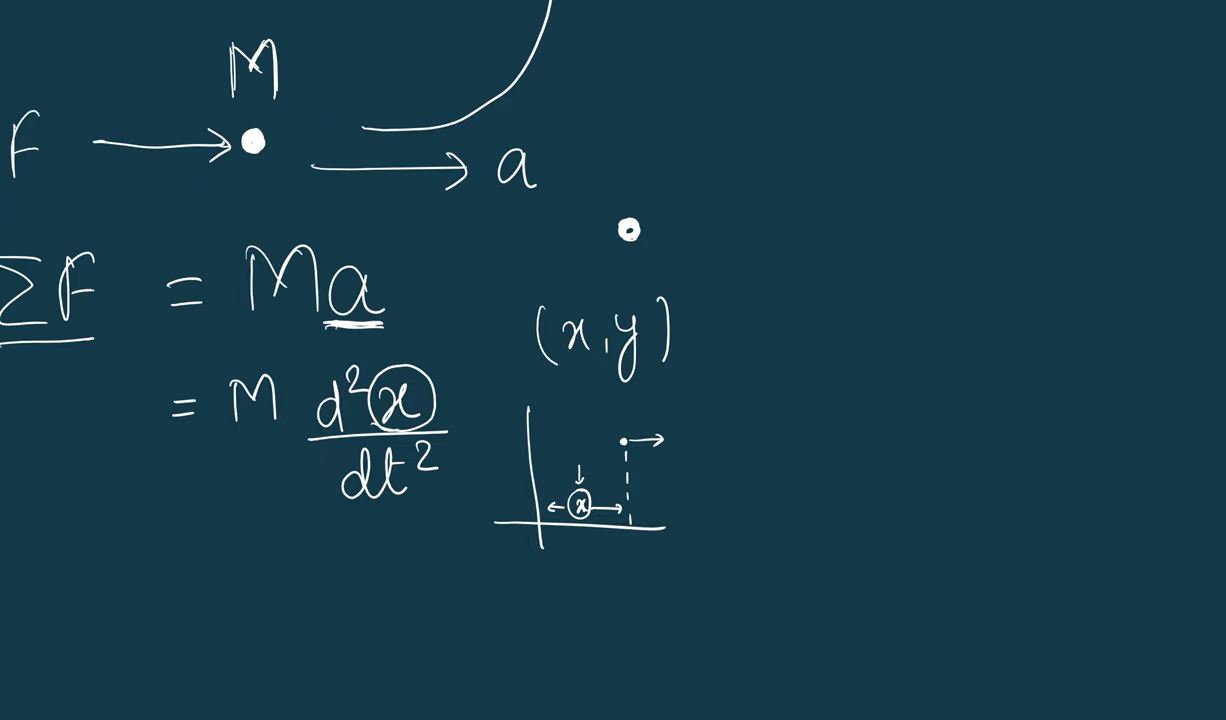 M
F
a
ΣF = Ma
(x,y)
= M d²x/dt²
x